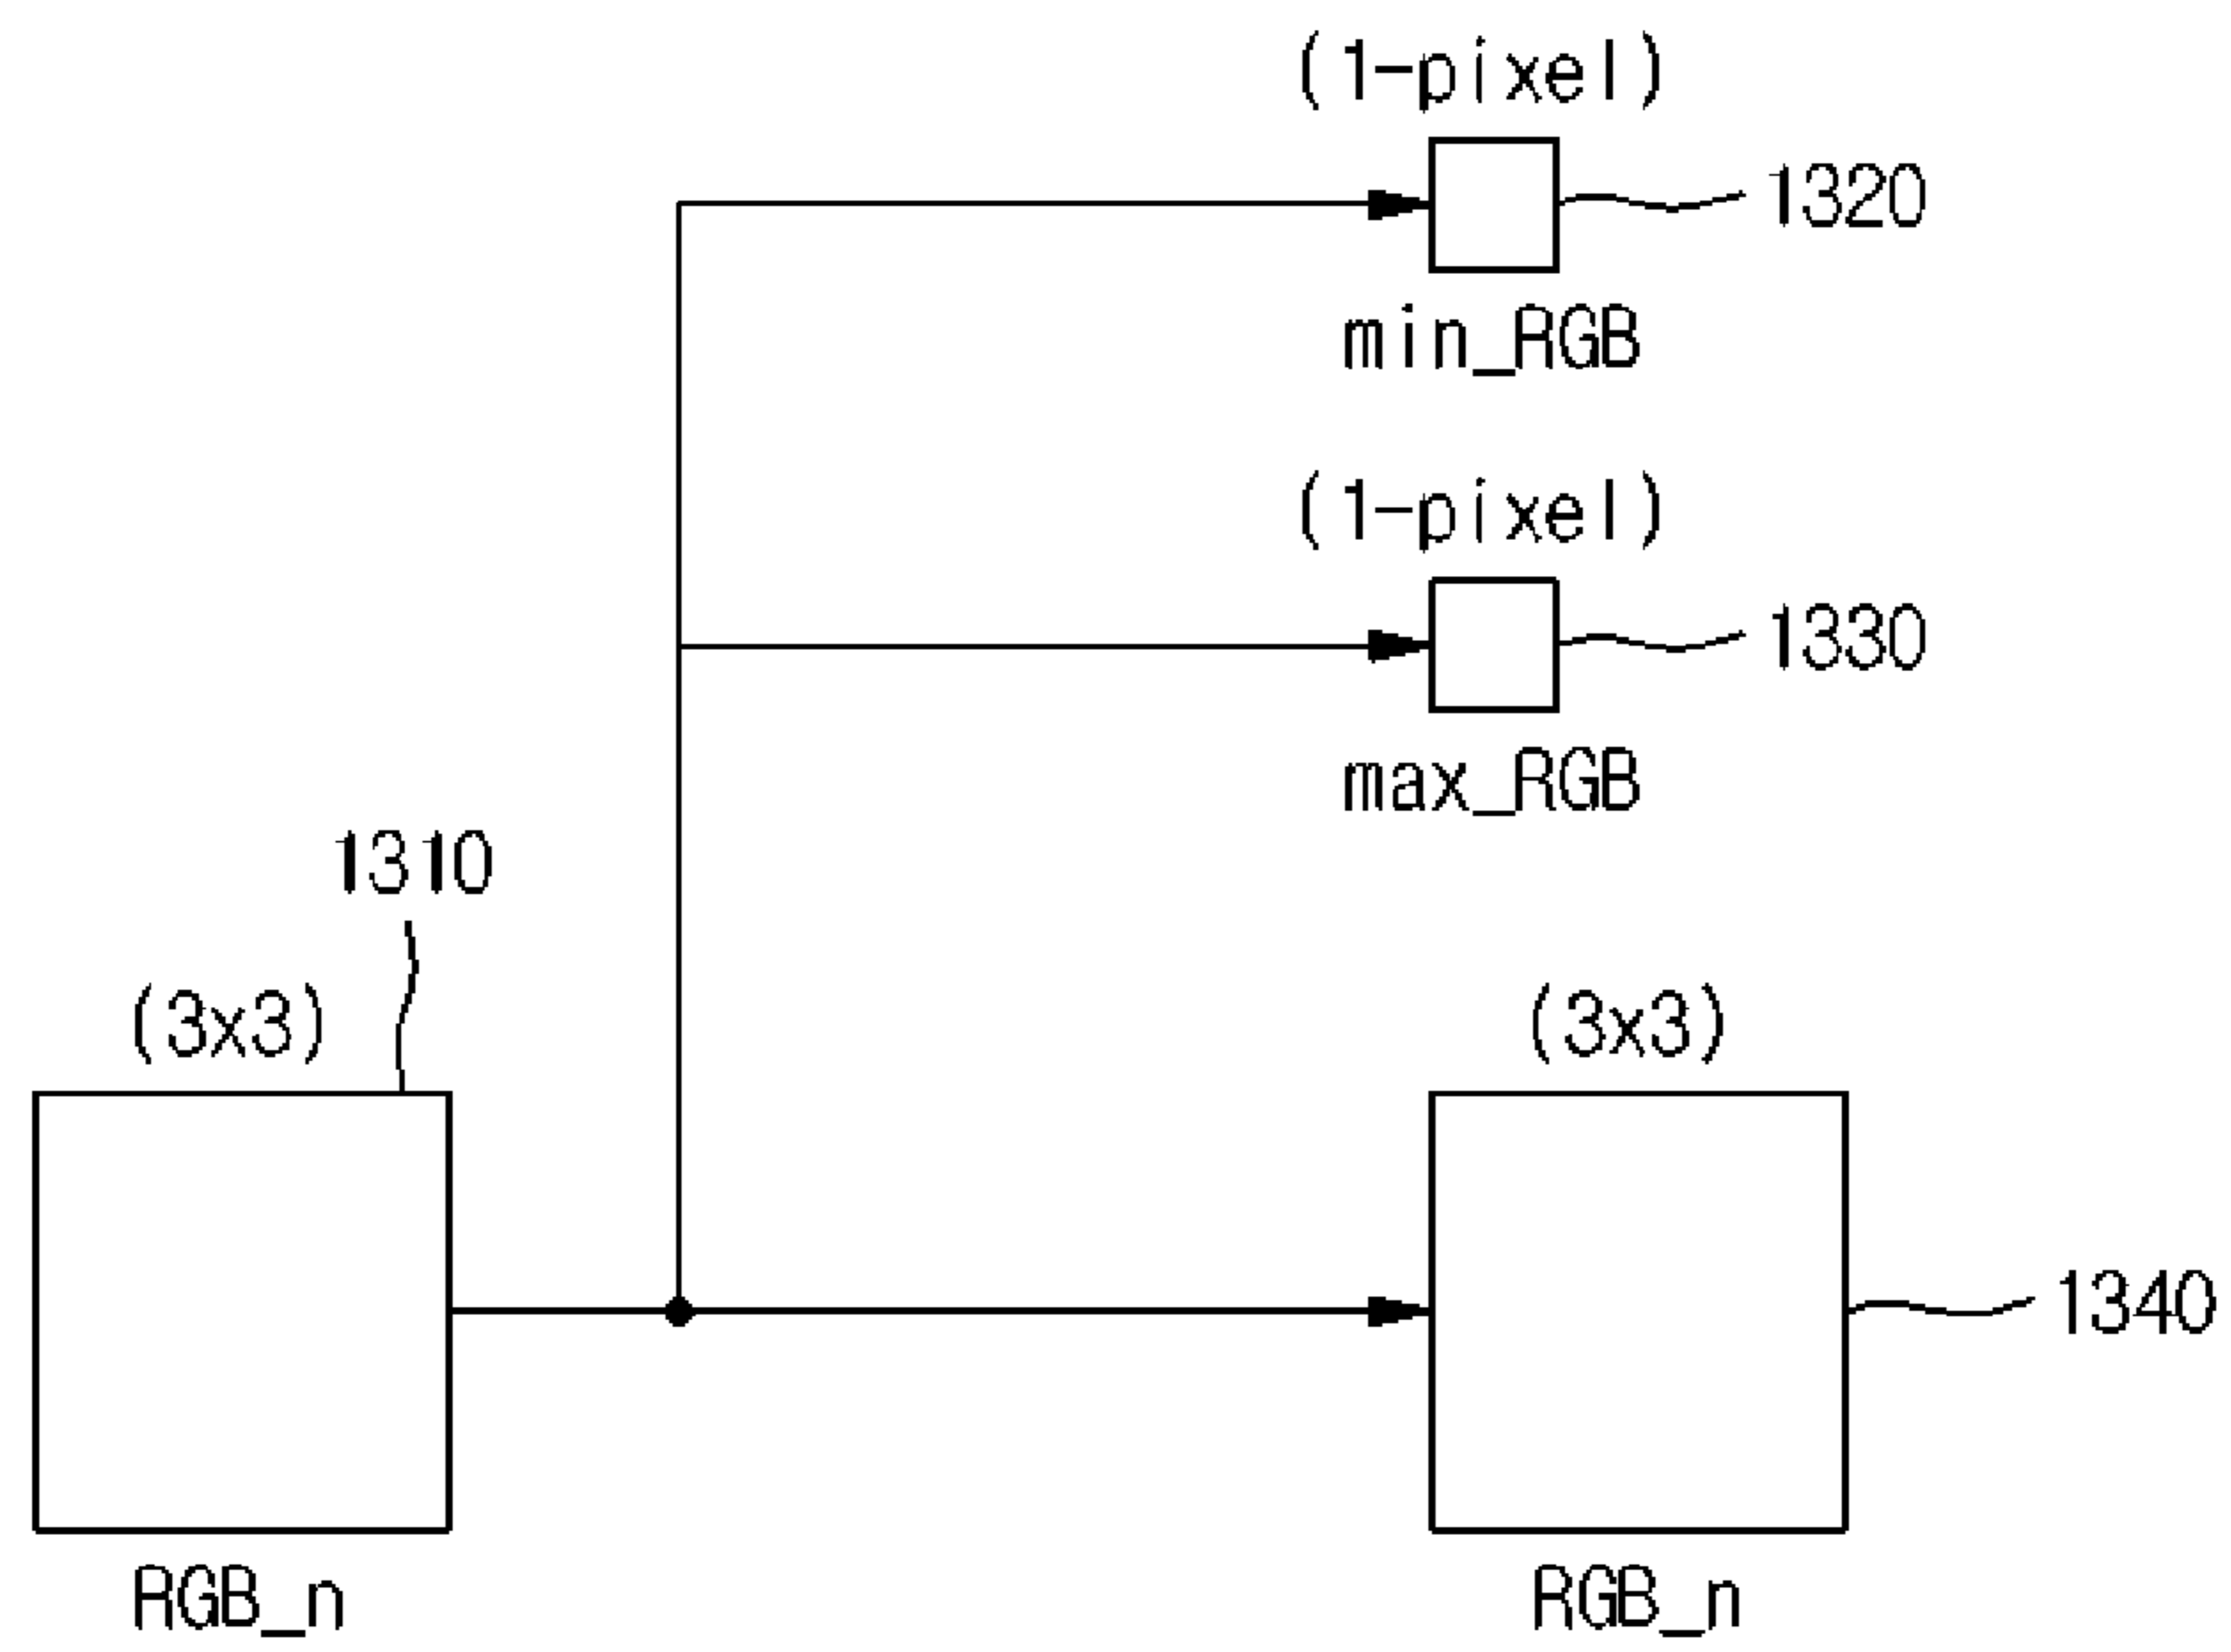 (1-pixel)
1320
min_RGB
(1-pixel)
1330
max_RGB
1310
(3x3)
(3x3)
1340
RGB_n
RGB_n